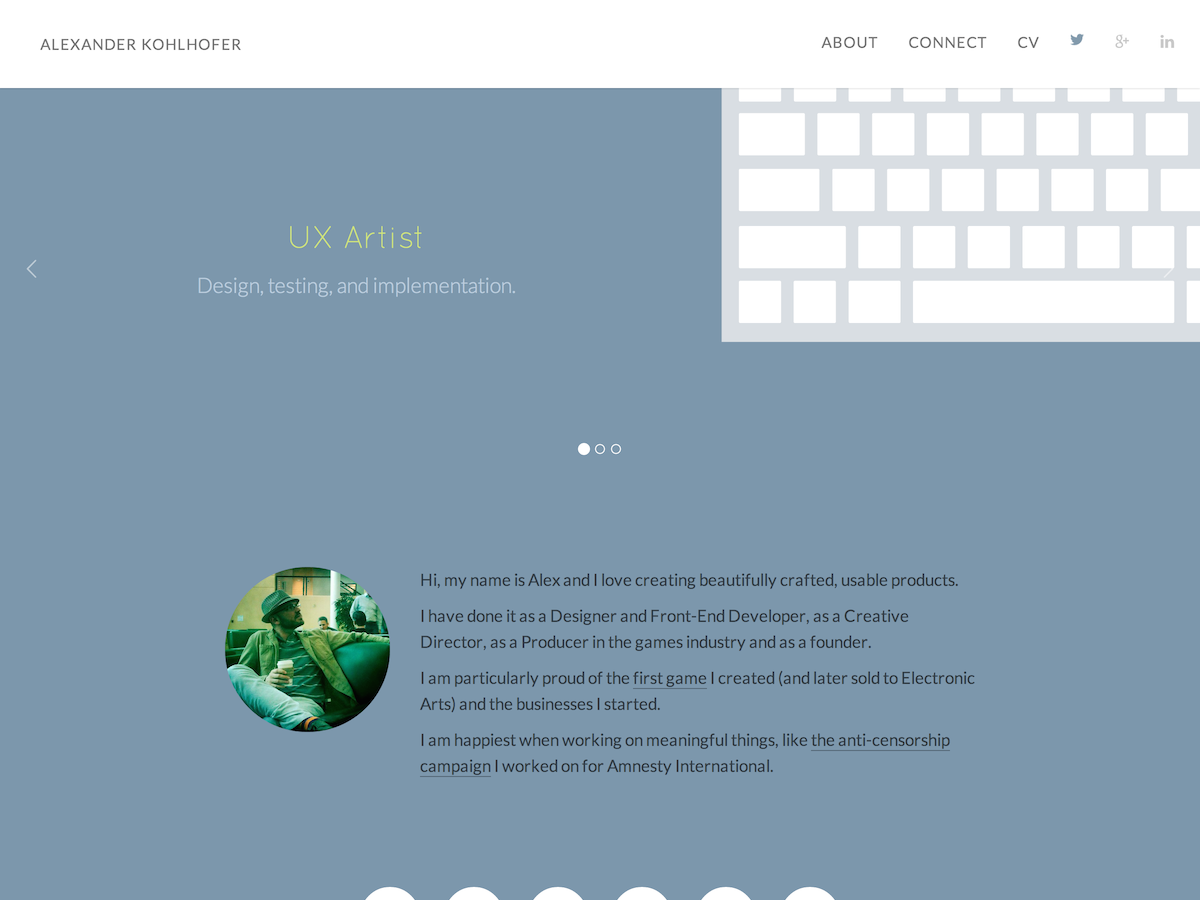 ALEXANDER KOHLHOFER
ABOUT CONNECT CV g+ in
UX Artist
Design, testing, and implementation.
Hi, my name is Alex and I love creating beautifully crafted, usable products.
I have done it as a Designer and Front-End Developer, as a Creative
Director, as a Producer in the games industry and as a founder.
I am particularly proud of the first game I created (and later sold to Electronic
Arts) and the businesses I started.
I am happiest when working on meaningful things, like the anti-censorship
campaign I worked on for Amnesty International.